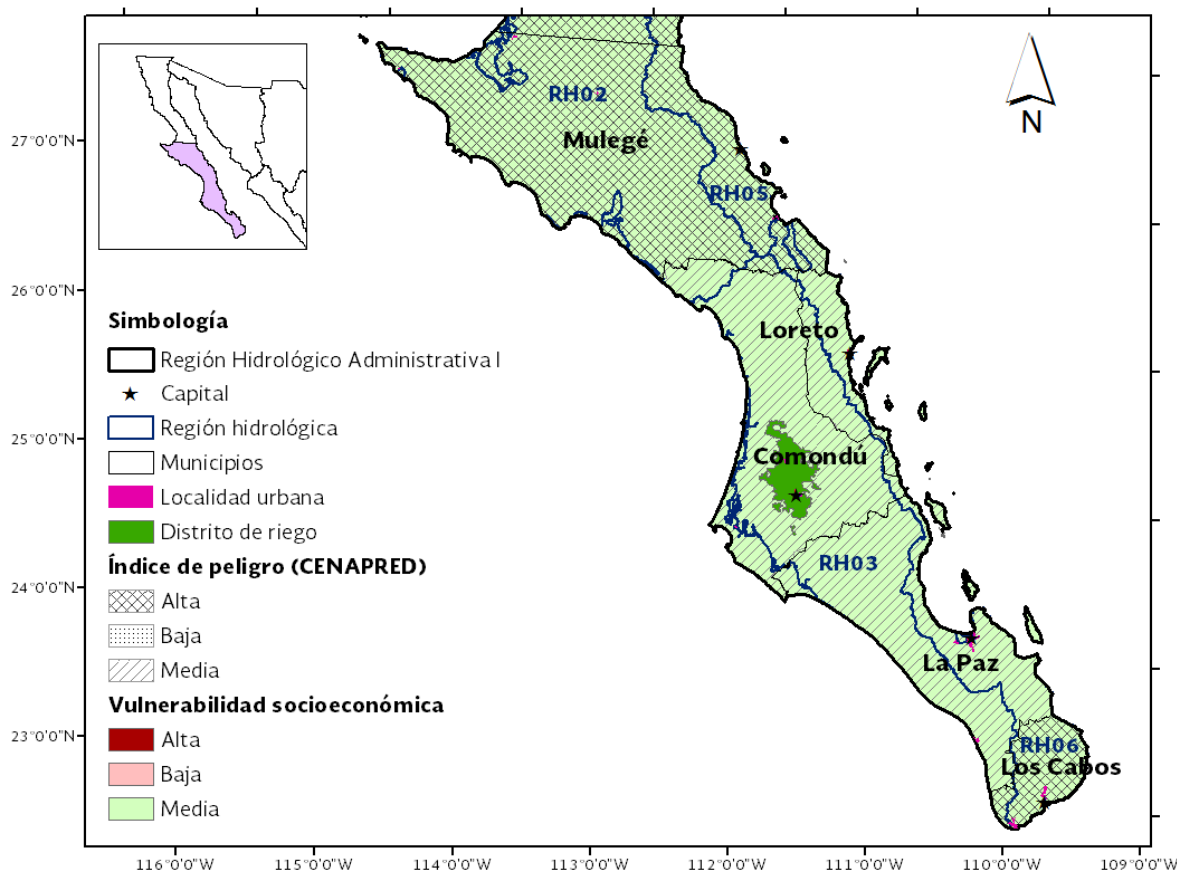 N
RH02
27°0'0"N
Mulegé
RH05
26°0'0"N
Simbología
Loreto
Región Hidrológico Administrativa I
Capital
Región hidrológica
25°0'0"N
Comondú
Municipios
Localidad urbana
Distrito de riego
Índice de peligro (CENAPRED)
RH03
24°0'0"N
Alta
Baja
Media
La Paz
Vulnerabilidad socioeconómica
23°0'0"N
Alta
RH06
Los Cabos
Baja
Media
116°0'0"W 115°0'0"W 114°0'0"W 113°0'0"W 112°0'0"W 111°0'0"W 110°0'0"W 109°0'0"W